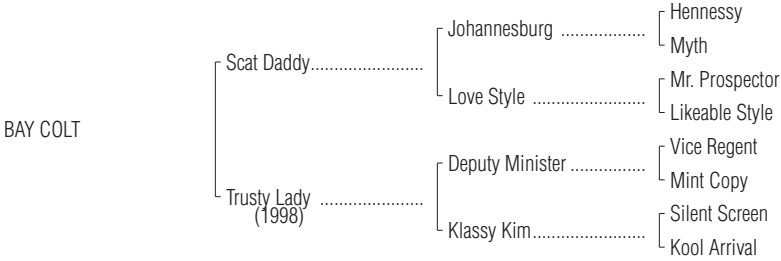 Hennessy
Johannesburg ..................
Myth
Scat Daddy.......................
Mr. Prospector
Love Style ........................
Likeable Style
BAY COLT
Vice Regent
Deputy Minister ................
Mint Copy
Trusty Lady ......................
(1998)
Silent Screen
Klassy Kim........................
Kool Arrival